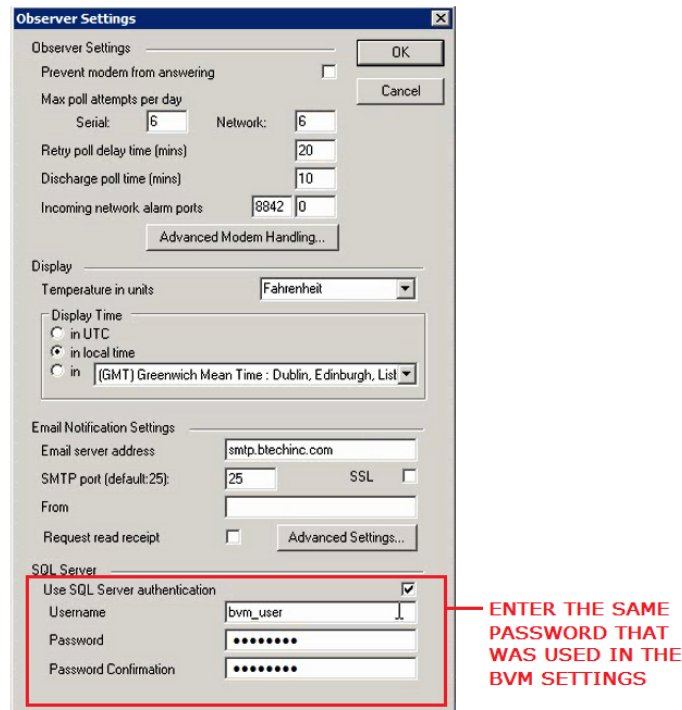 Observer Settings
Observer Settings
OK
Prevent modem from answering
Cancel
Max poll attempts per day
Serial: 6 Network: 6
Retry poll delay time (mins) 20
Discharge poll time (mins) 10
Incoming network alarm ports 8842 0
Advanced Modem Handling...
Display
Temperature in units Fahrenheit
Display Time
in UTC
in local time
in (GMT) Greenwich Mean Time : Dublin, Edinburgh, List
Email Notification Settings
Email server address smtp.btechinc.com
SMTP port (default:25): 25 SSL
From
Request read receipt Advanced Settings...
SQL Server
Use SQL Server authentication
Username bvm_user
Password ●●●●●●●●
Password Confirmation ●●●●●●●●
ENTER THE SAME
PASSWORD THAT
WAS USED IN THE
BVM SETTINGS